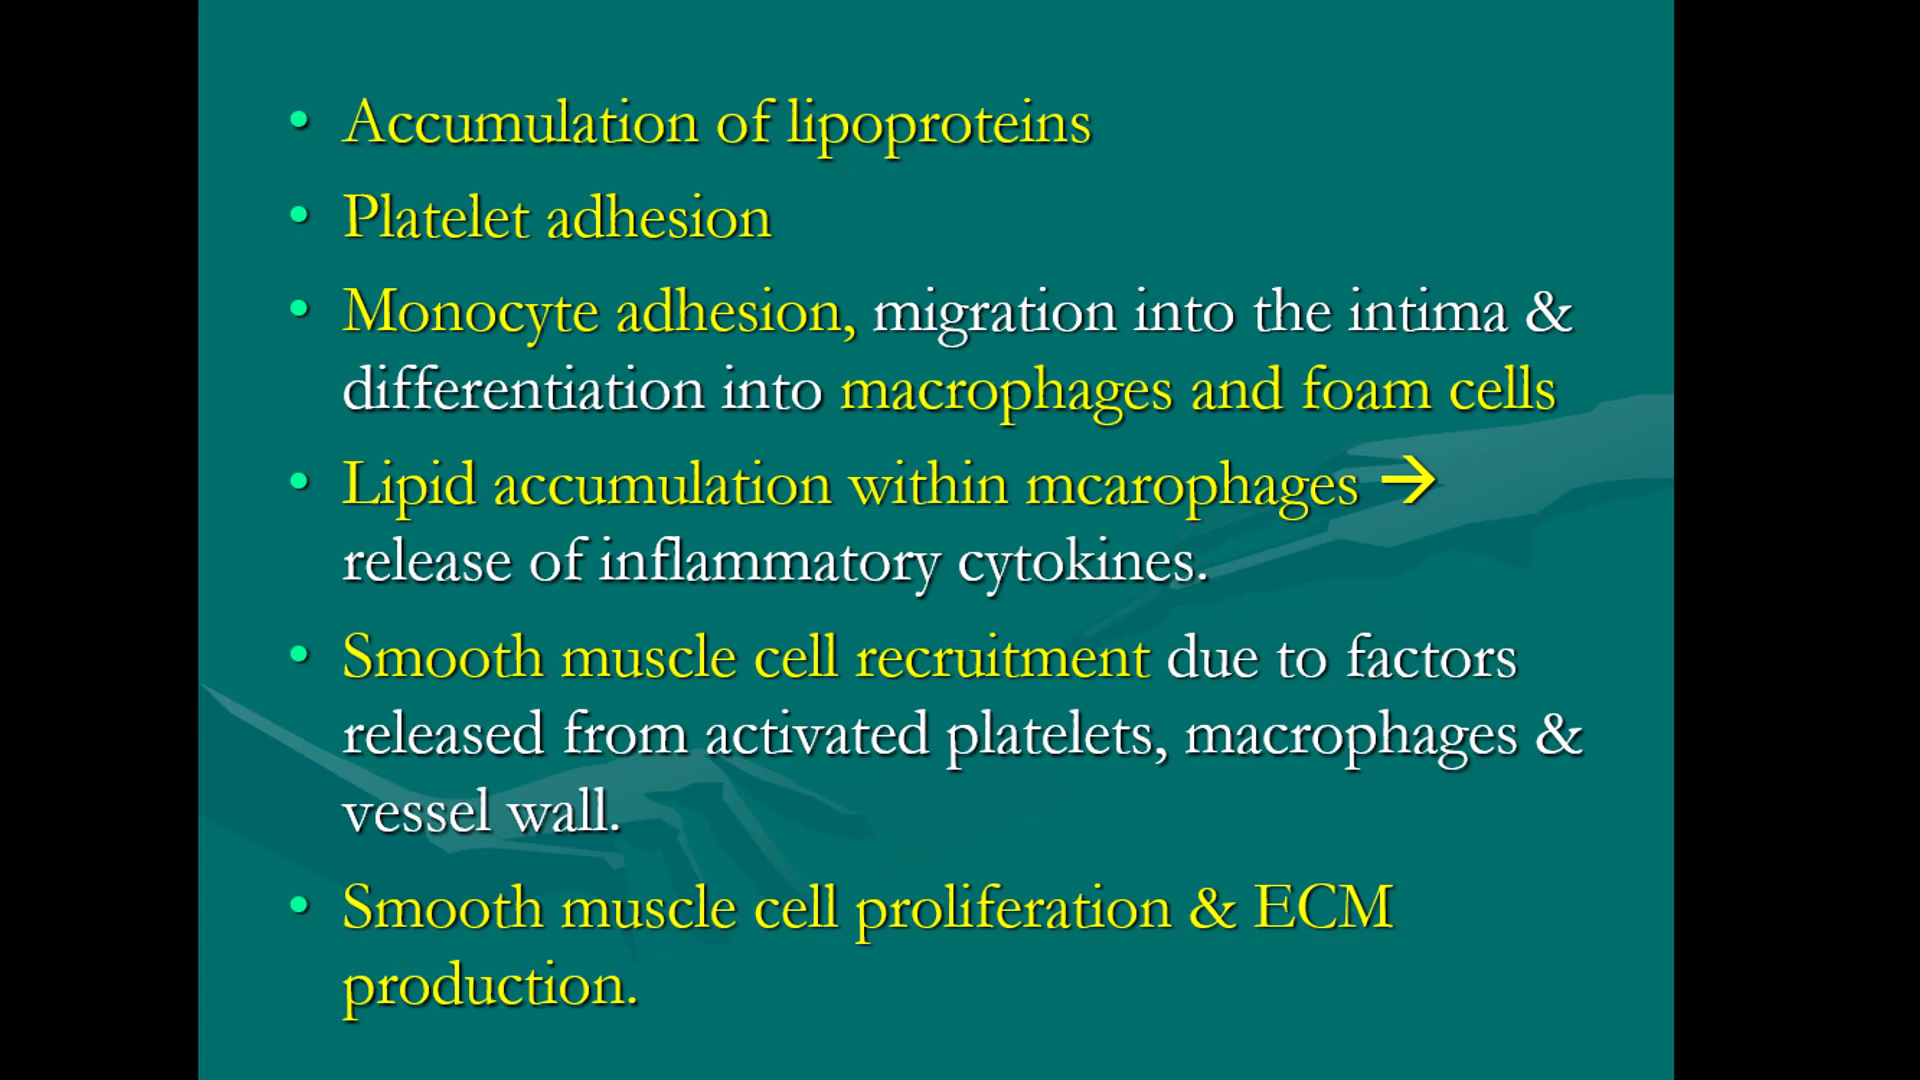 • Accumulation of lipoproteins
• Platelet adhesion
• Monocyte adhesion, migration into the intima &
differentiation into macrophages and foam cells
• Lipid accumulation within mcarophages →
release of inflammatory cytokines.
• Smooth muscle cell recruitment due to factors
released from activated platelets, macrophages &
vessel wall.
• Smooth muscle cell proliferation & ECM
production.